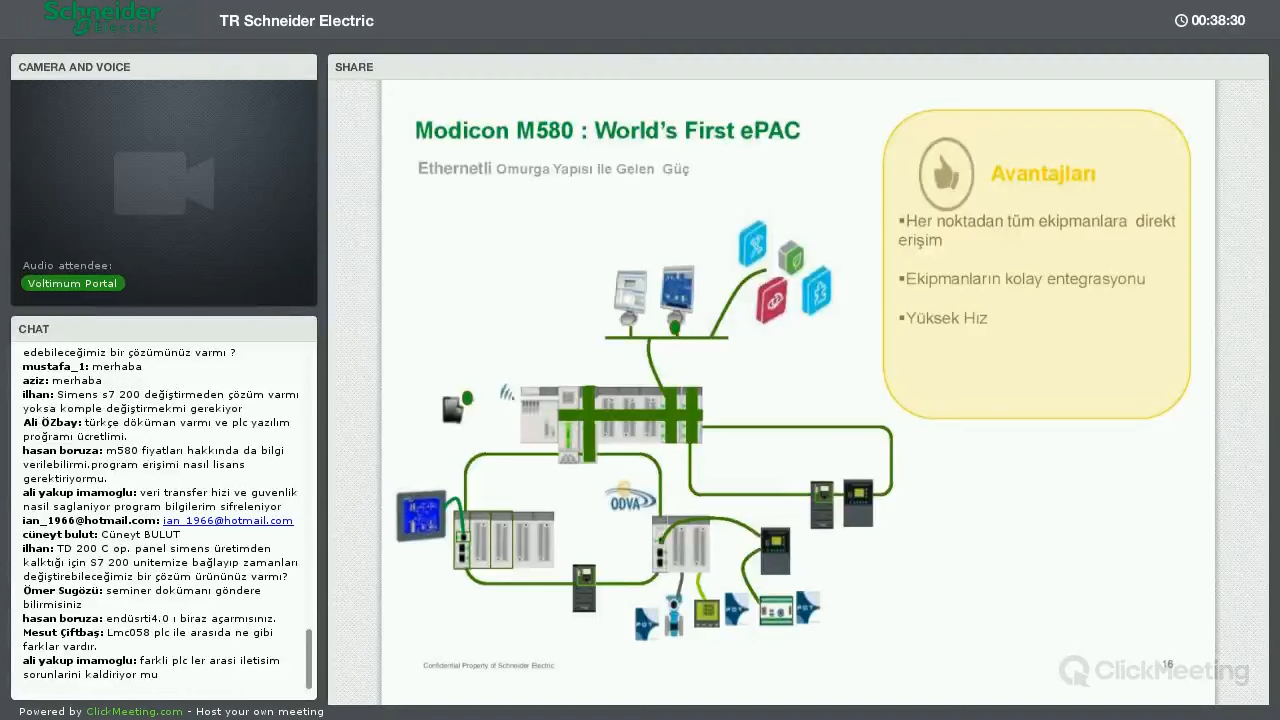 Schneider
Electric
TR Schneider Electric
00:38:30
CAMERA AND VOICE
Audio attendee:
Voltimum Portal
CHAT
edebileceğimiz bir çözümünüz varmı ?
mustafa_1: merhaba
aziz: merhaba
ilhan: Simens s7 200 değiştirmeden çözüm varmı
yoksa komple değiştirmekmi gerekiyor
Ali ÖZbay: türkçe döküman varmı ve plc yazılım
proğramı ücretlimi.
hasan boruza: m580 fiyatları hakkında da bilgi
verilebilirmi.program erişimi nasıl lisans
gerektiriyormu.
ali yakup imamoglu: veri transfer hizi ve guvenlik
nasil saglaniyor program bilgilerim sifreleniyor
ian_1966@hotmail.com: ian_1966@hotmail.com
cüneyt bulut: Cüneyt BULUT
ilhan: TD 200 C op. panel simens üretimden
kalktığı için S7 200 unitemize bağlayıp zamanları
değiştirebileceğimiz bir çözüm ürününüz varmı?
Ömer Sugözü: seminer dokümanı göndere
bilirmisiniz
hasan boruza: endüsrti4.0 ı biraz açarmısınız.
Mesut Çiftbaş: Lmc058 plc ile arasıda ne gibi
farklar vardır.
ali yakup imamoglu: farkli plc ler arasi iletisim
sorunlarini kaldiriyor mu
Powered by ClickMeeting.com - Host your own meeting
SHARE
Modicon M580 : World's First ePAC
Ethernetli Omurga Yapısı ile Gelen Güç
Avantajları
▪Her noktadan tüm ekipmanlara direkt
erişim
▪Ekipmanların kolay entegrasyonu
▪Yüksek Hız
ODVA
Confidential Property of Schneider Electric
16
ClickMeeting